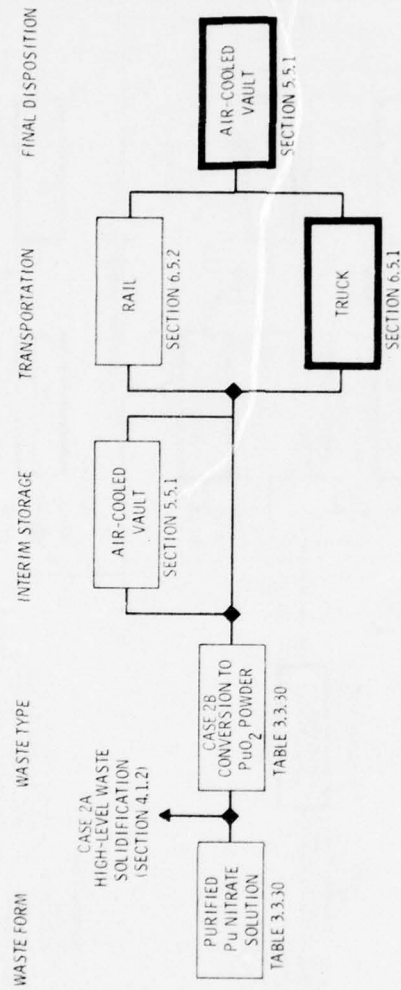 WASTE FORM
WASTE TYPE
INTERIM STORAGE
TRANSPORTATION
FINAL DISPOSITION
PURIFIED
Pu NITRATE
SOLUTION
TABLE 3.3.30
CASE 2A
HIGH-LEVEL WASTE
SOLIDIFICATION
(SECTION 4.1.2)
CASE 2B
CONVERSION TO
PuO2 POWDER
TABLE 3.3.30
AIR-COOLED
VAULT
SECTION 5.5.1
RAIL
SECTION 6.5.2
TRUCK
SECTION 6.5.1
AIR-COOLED
VAULT
SECTION 5.5.1